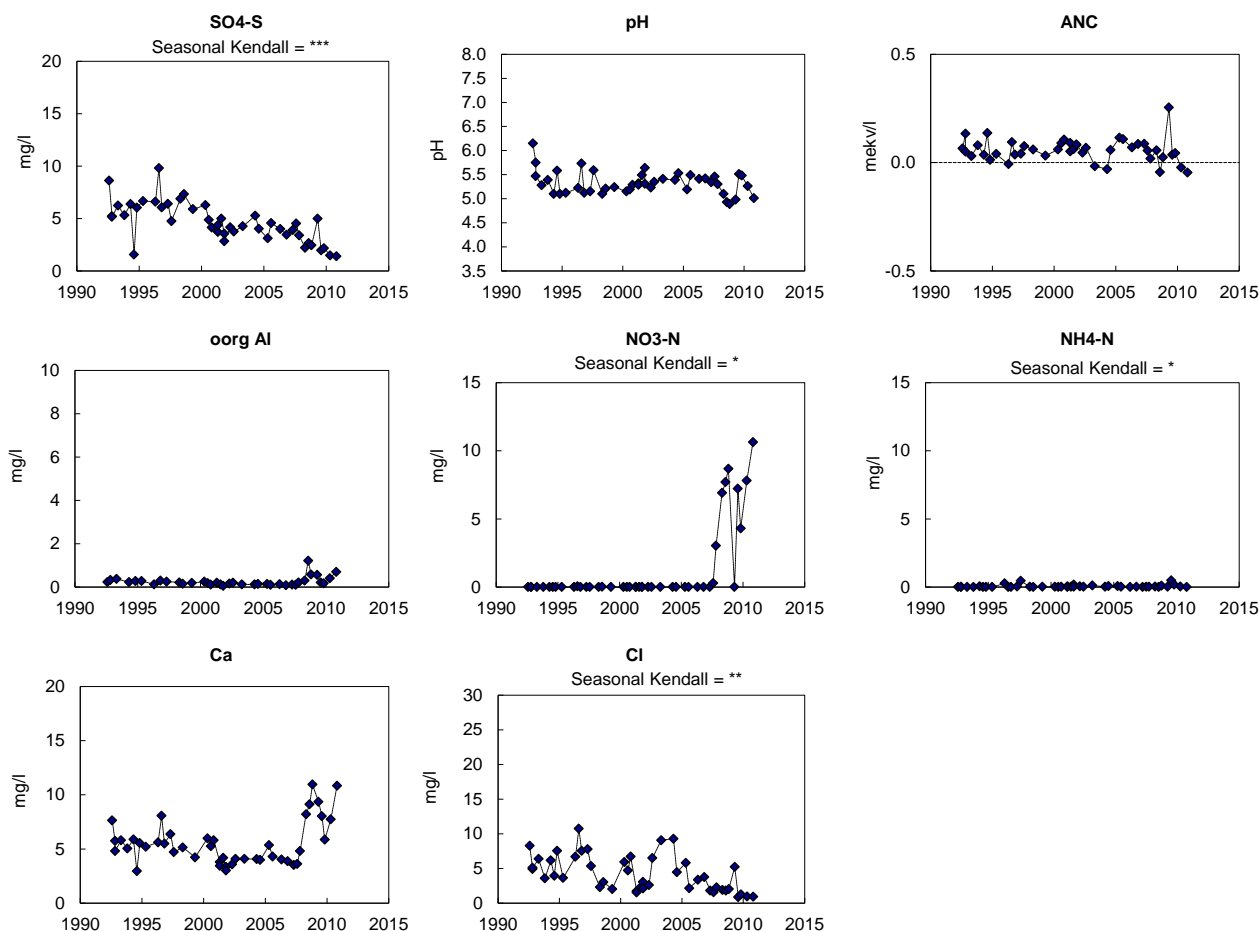 SO4-S
Seasonal Kendall = ***
mg/l
20
15
10
5
0
1990 1995 2000 2005 2010 2015
pH
pH
8.0
7.5
7.0
6.5
6.0
5.5
5.0
4.5
4.0
3.5
1990 1995 2000 2005 2010 2015
ANC
mekv/l
0.5
0.0
-0.5
1990 1995 2000 2005 2010 2015
oorg Al
mg/l
10
8
6
4
2
0
1990 1995 2000 2005 2010 2015
NO3-N
Seasonal Kendall = *
mg/l
15
10
5
0
1990 1995 2000 2005 2010 2015
NH4-N
Seasonal Kendall = *
mg/l
15
10
5
0
1990 1995 2000 2005 2010 2015
Ca
mg/l
20
15
10
5
0
1990 1995 2000 2005 2010 2015
Cl
Seasonal Kendall = **
mg/l
30
25
20
15
10
5
0
1990 1995 2000 2005 2010 2015